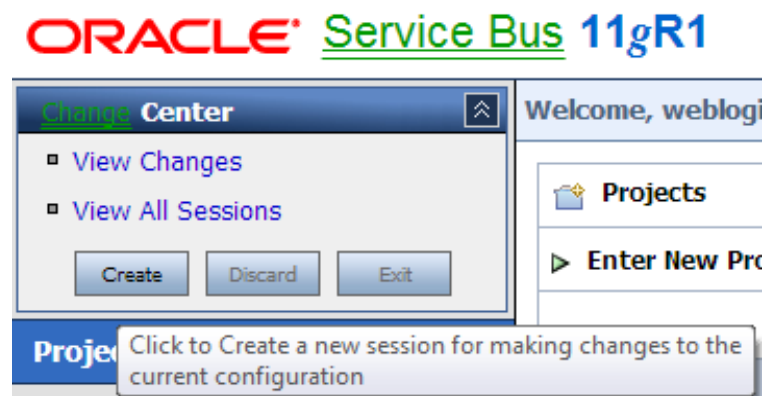 ORACLE Service Bus 11gR1
Change Center
Welcome, weblogi
View Changes
View All Sessions
Projects
Create Discard Exit
Enter New Pro
Projec
Click to Create a new session for making changes to the
current configuration